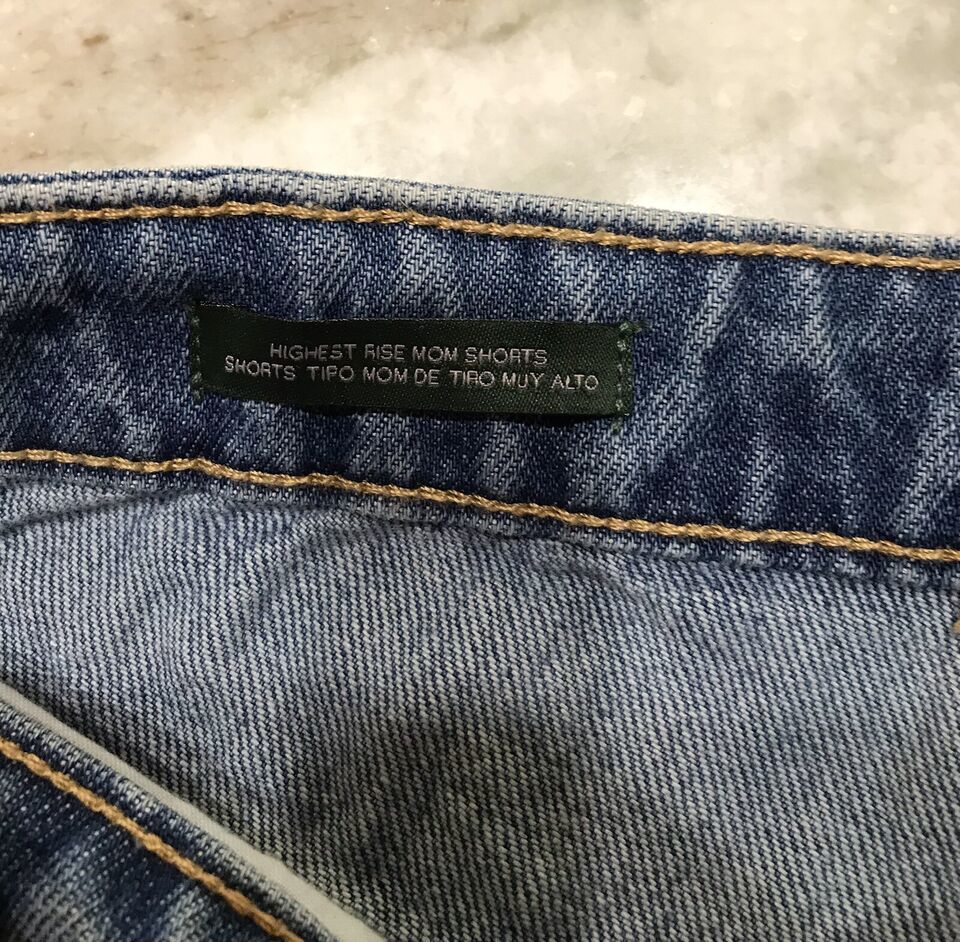 HIGHEST RISE MOM SHORTS
SHORTS TIPO MOM DE TIRO MUY ALTO